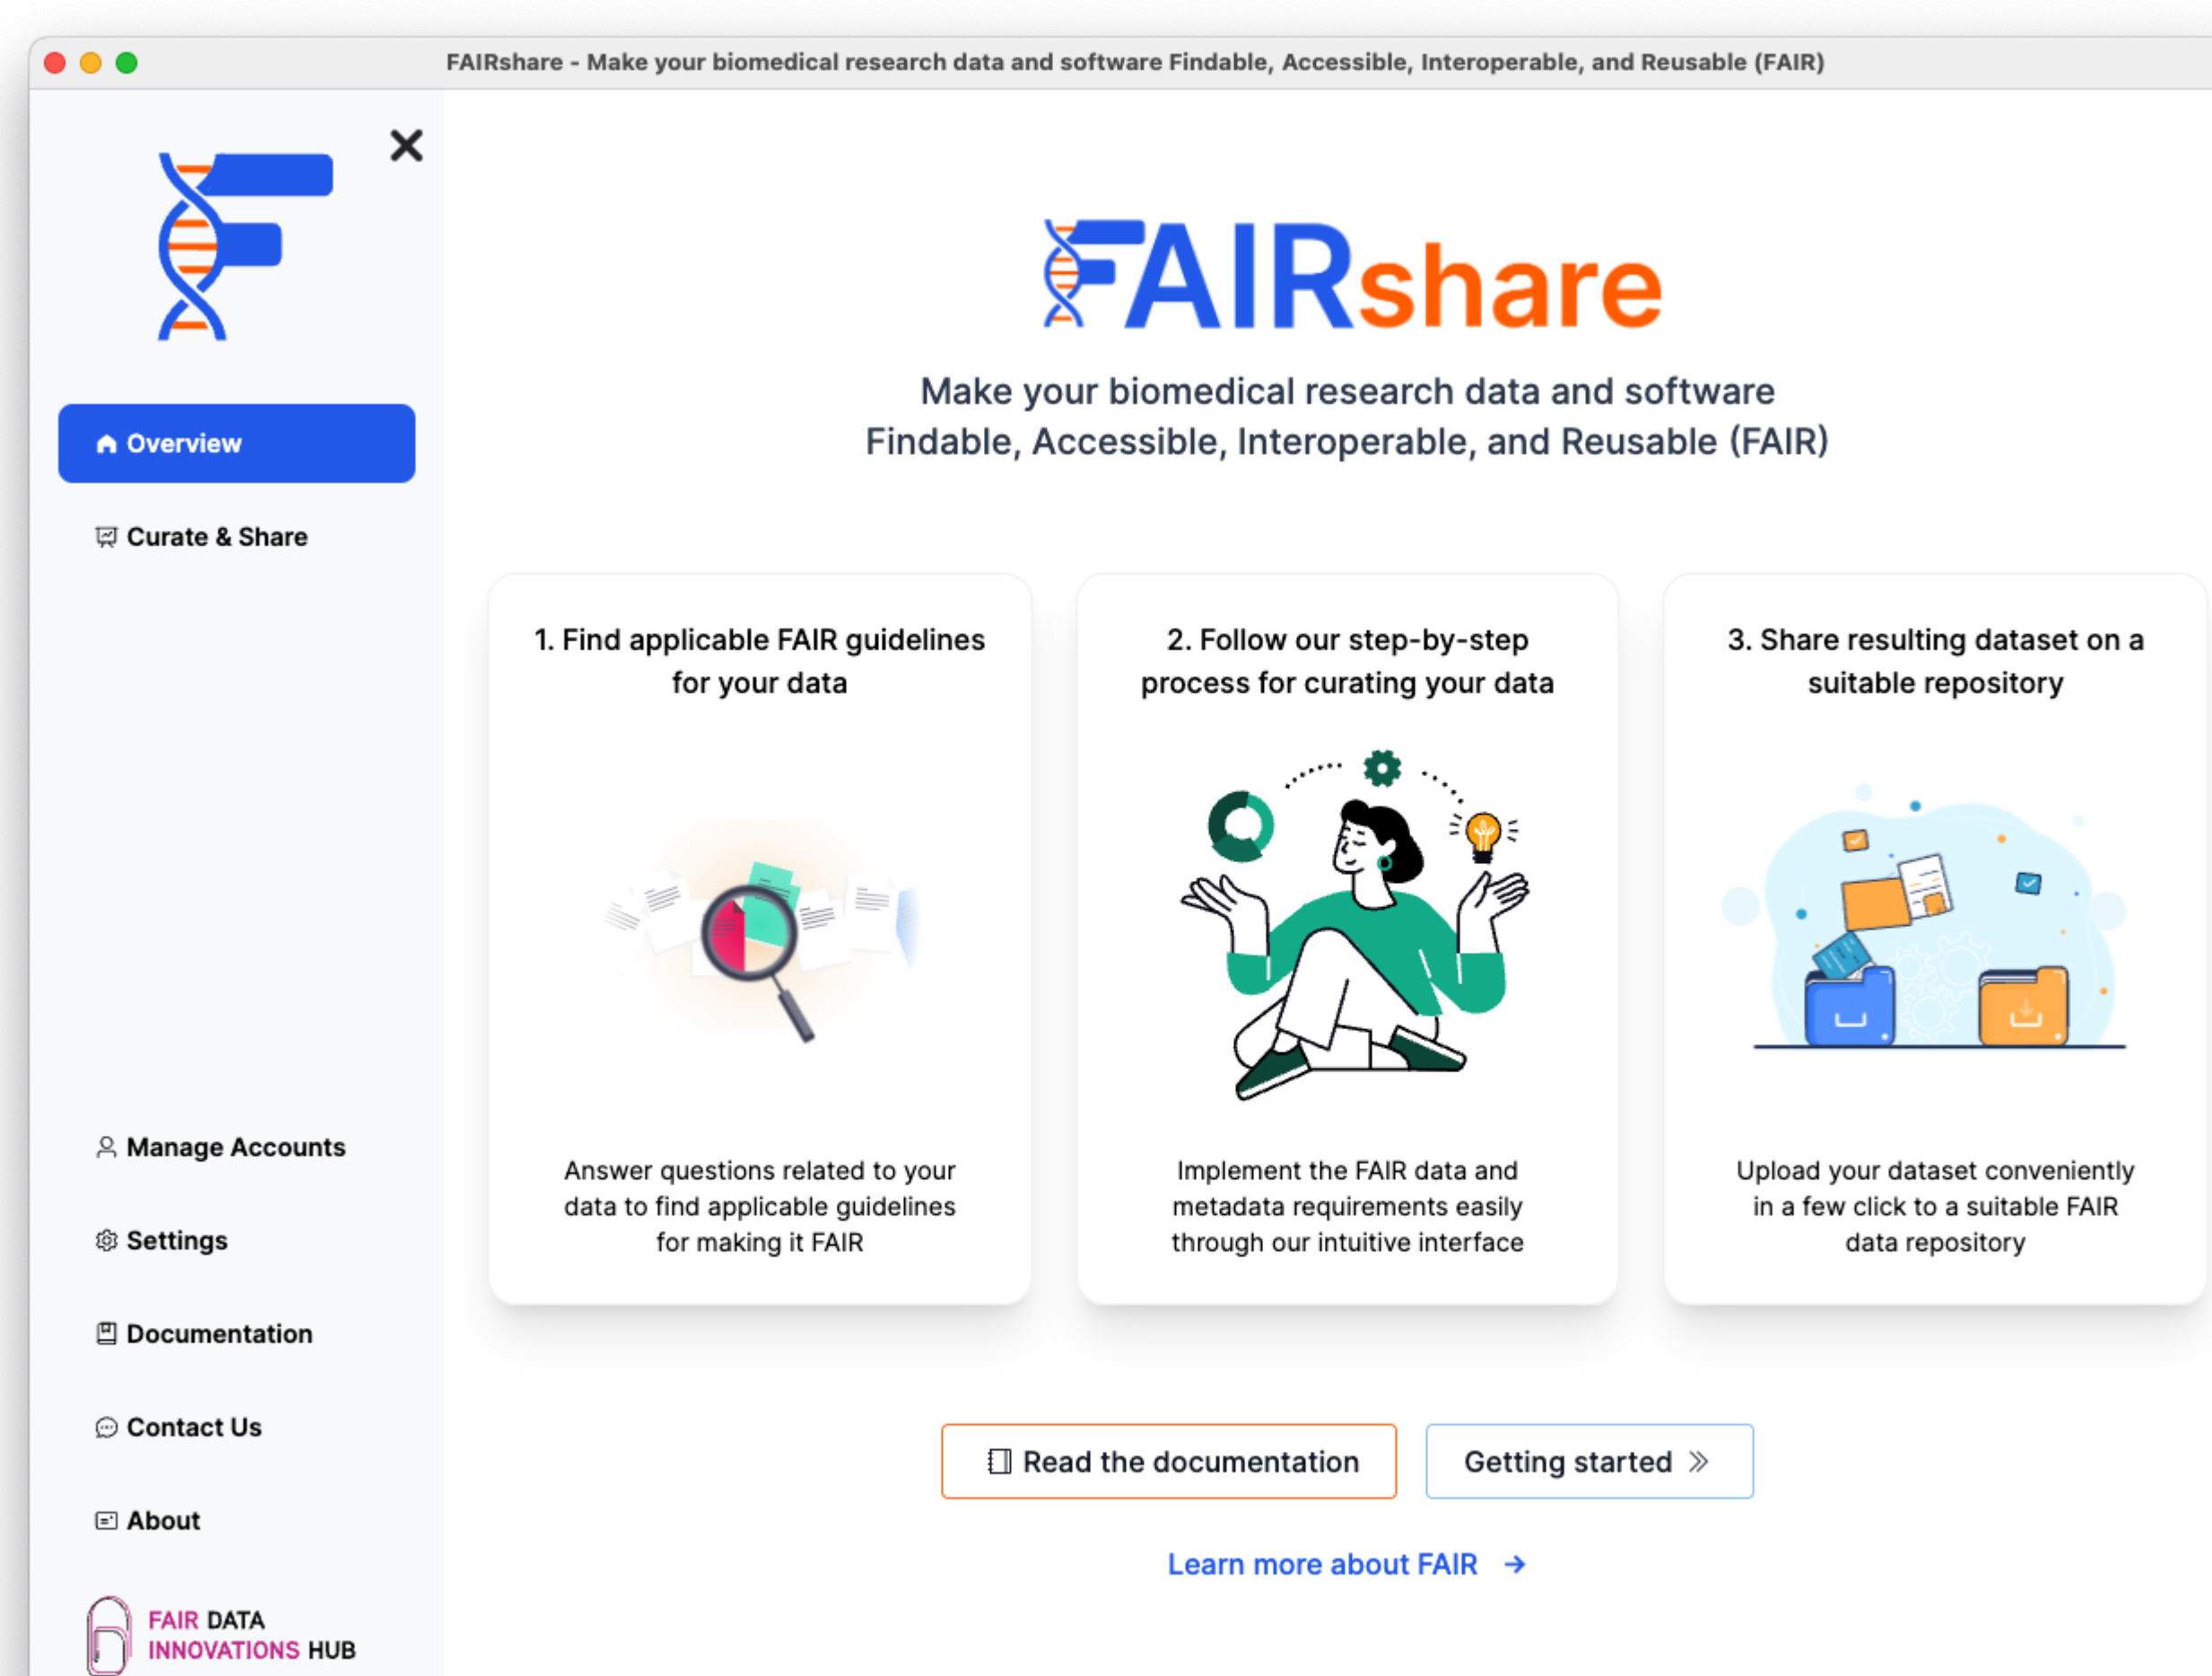 FAIRshare - Make your biomedical research data and software Findable, Accessible, Interoperable, and Reusable (FAIR)
Overview
Curate & Share
Manage Accounts
Settings
Documentation
Contact Us
About
FAIR DATA
INNOVATIONS HUB
FAIRshare
Make your biomedical research data and software
Findable, Accessible, Interoperable, and Reusable (FAIR)
1. Find applicable FAIR guidelines
for your data
Answer questions related to your
data to find applicable guidelines
for making it FAIR
2. Follow our step-by-step
process for curating your data
Implement the FAIR data and
metadata requirements easily
through our intuitive interface
3. Share resulting dataset on a
suitable repository
Upload your dataset conveniently
in a few click to a suitable FAIR
data repository
Read the documentation
Getting started
Learn more about FAIR